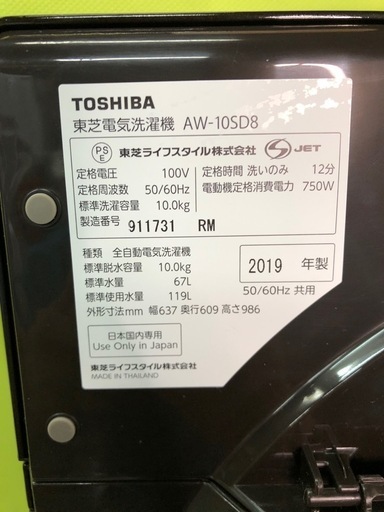 TOSHIBA
東芝電気洗濯機 AW-10SD8
PSE 東芝ライフスタイル株式会社 S JET
定格電圧 100V 定格時間 洗いのみ 12分
定格周波数 50/60Hz 電動機定格消費電力 750W
標準洗濯容量 10.0kg
製造番号 911731 RM
種類 全自動電気洗濯機
標準脱水容量 10.0kg 2019 年製
標準水量 67L
標準使用水量 119L 50/60Hz 共用
外形寸法mm 幅637 奥行609 高さ986
日本国内専用
Use Only in Japan
東芝ライフスタイル株式会社
MADE IN THAILAND